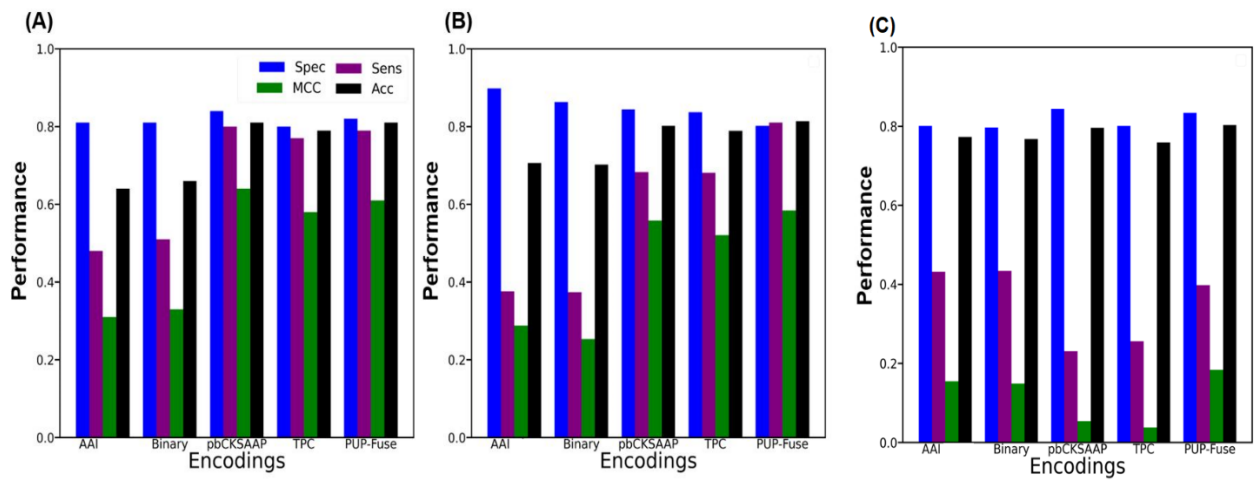 (A)
1.0
0.8
0.6
0.4
0.2
0.0
Performance
Spec Sens
MCC Acc
AAI Binary pbCKSAAP TPC PUP-Fuse
Encodings
(B)
1.0
0.8
0.6
0.4
0.2
0.0
Performance
AAI Binary pbCKSAAP TPC PUP-Fuse
Encodings
(C)
1.0
0.8
0.6
0.4
0.2
0.0
Performance
AAI Binary pbCKSAAP TPC PUP-Fuse
Encodings